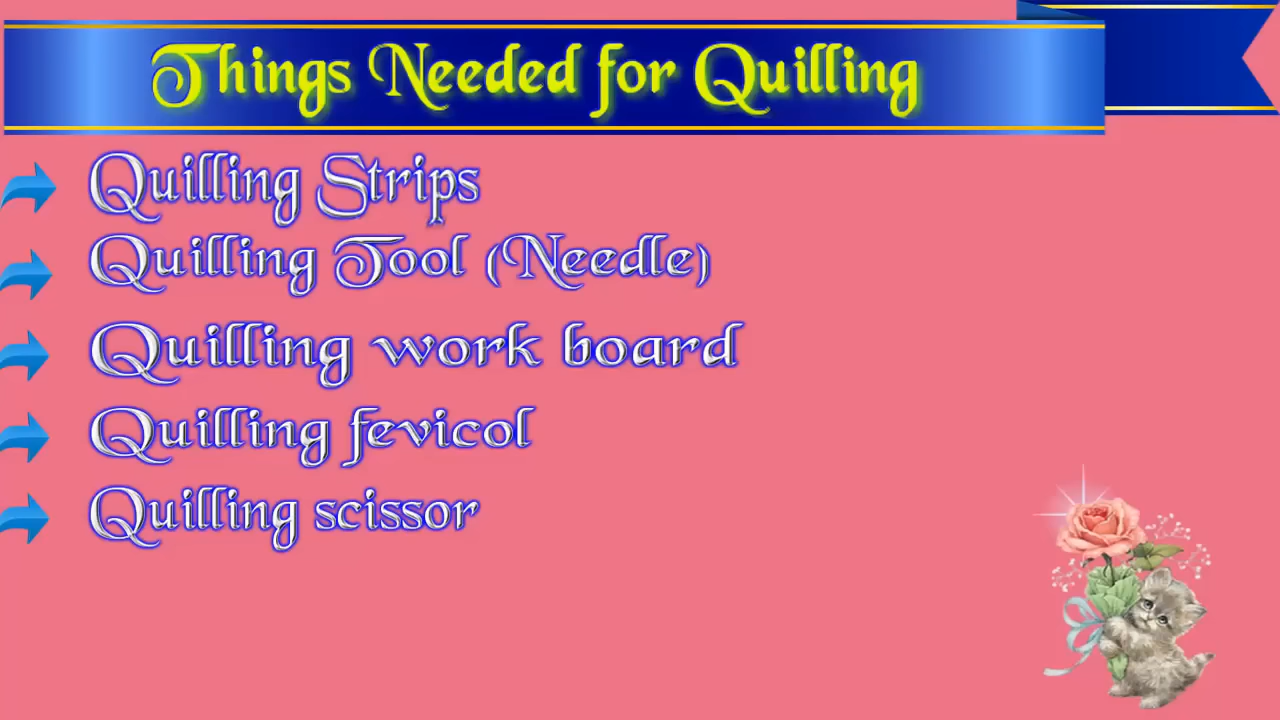 Things Needed for Quilling
Quilling Strips
Quilling Tool (Needle)
Quilling work board
Quilling fevicol
Quilling scissor